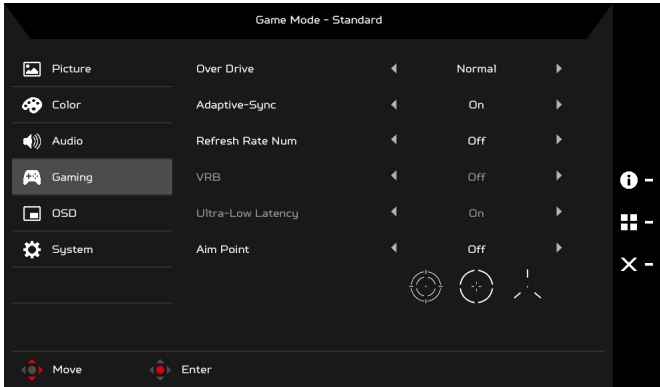 Game Mode - Standard
Picture
Over Drive Normal
Color
Adaptive-Sync On
Audio
Refresh Rate Num Off
Gaming
VRB Off
OSD
Ultra-Low Latency On
System
Aim Point Off
Move Enter